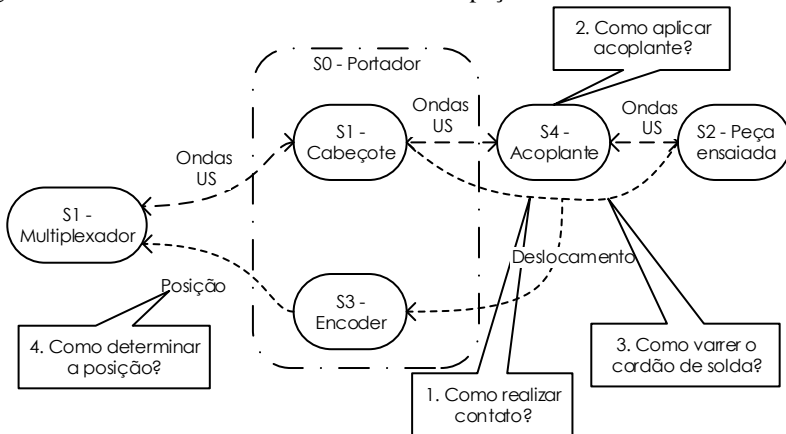 2. Como aplicar
acoplante?
S0 - Portador
Ondas
US
S1 -
Cabeçote
Ondas
US
S4 -
Acoplante
Ondas
US
S2 - Peça
ensaiada
S1 -
Multiplexador
Deslocamento
Posição
S3 -
Encoder
4. Como determinar
a posição?
3. Como varrer o
cordão de solda?
1. Como realizar
contato?